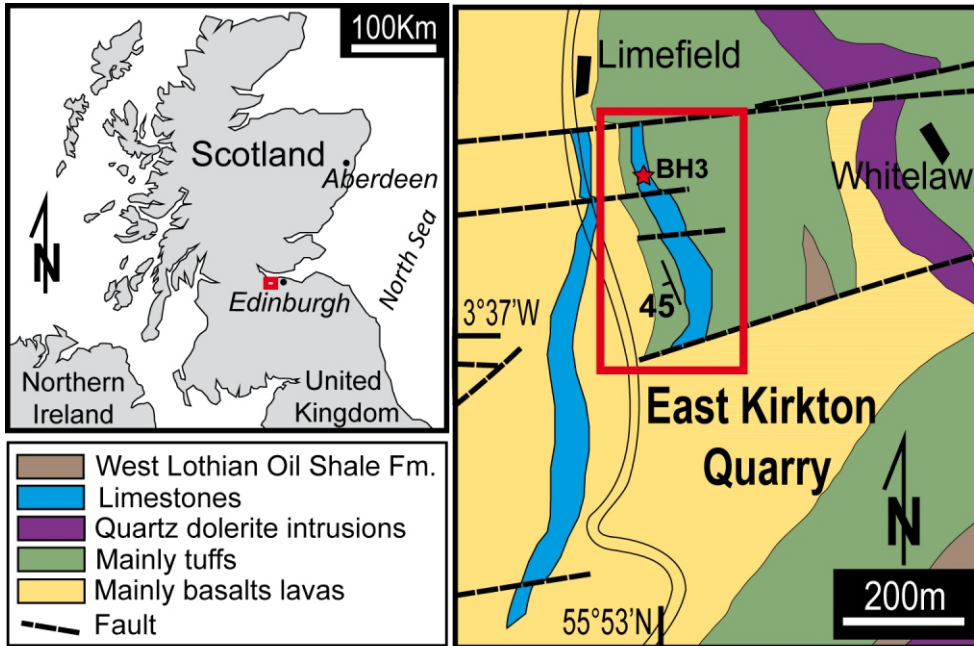 100Km
Scotland
Aberdeen
North Sea
N
Edinburgh
Northern
Ireland
United
Kingdom
West Lothian Oil Shale Fm.
Limestones
Quartz dolerite intrusions
Mainly tuffs
Mainly basalts lavas
Fault
Limefield
BH3
Whitelaw
45
3°37'W
East Kirkton
Quarry
N
200m
55°53'N